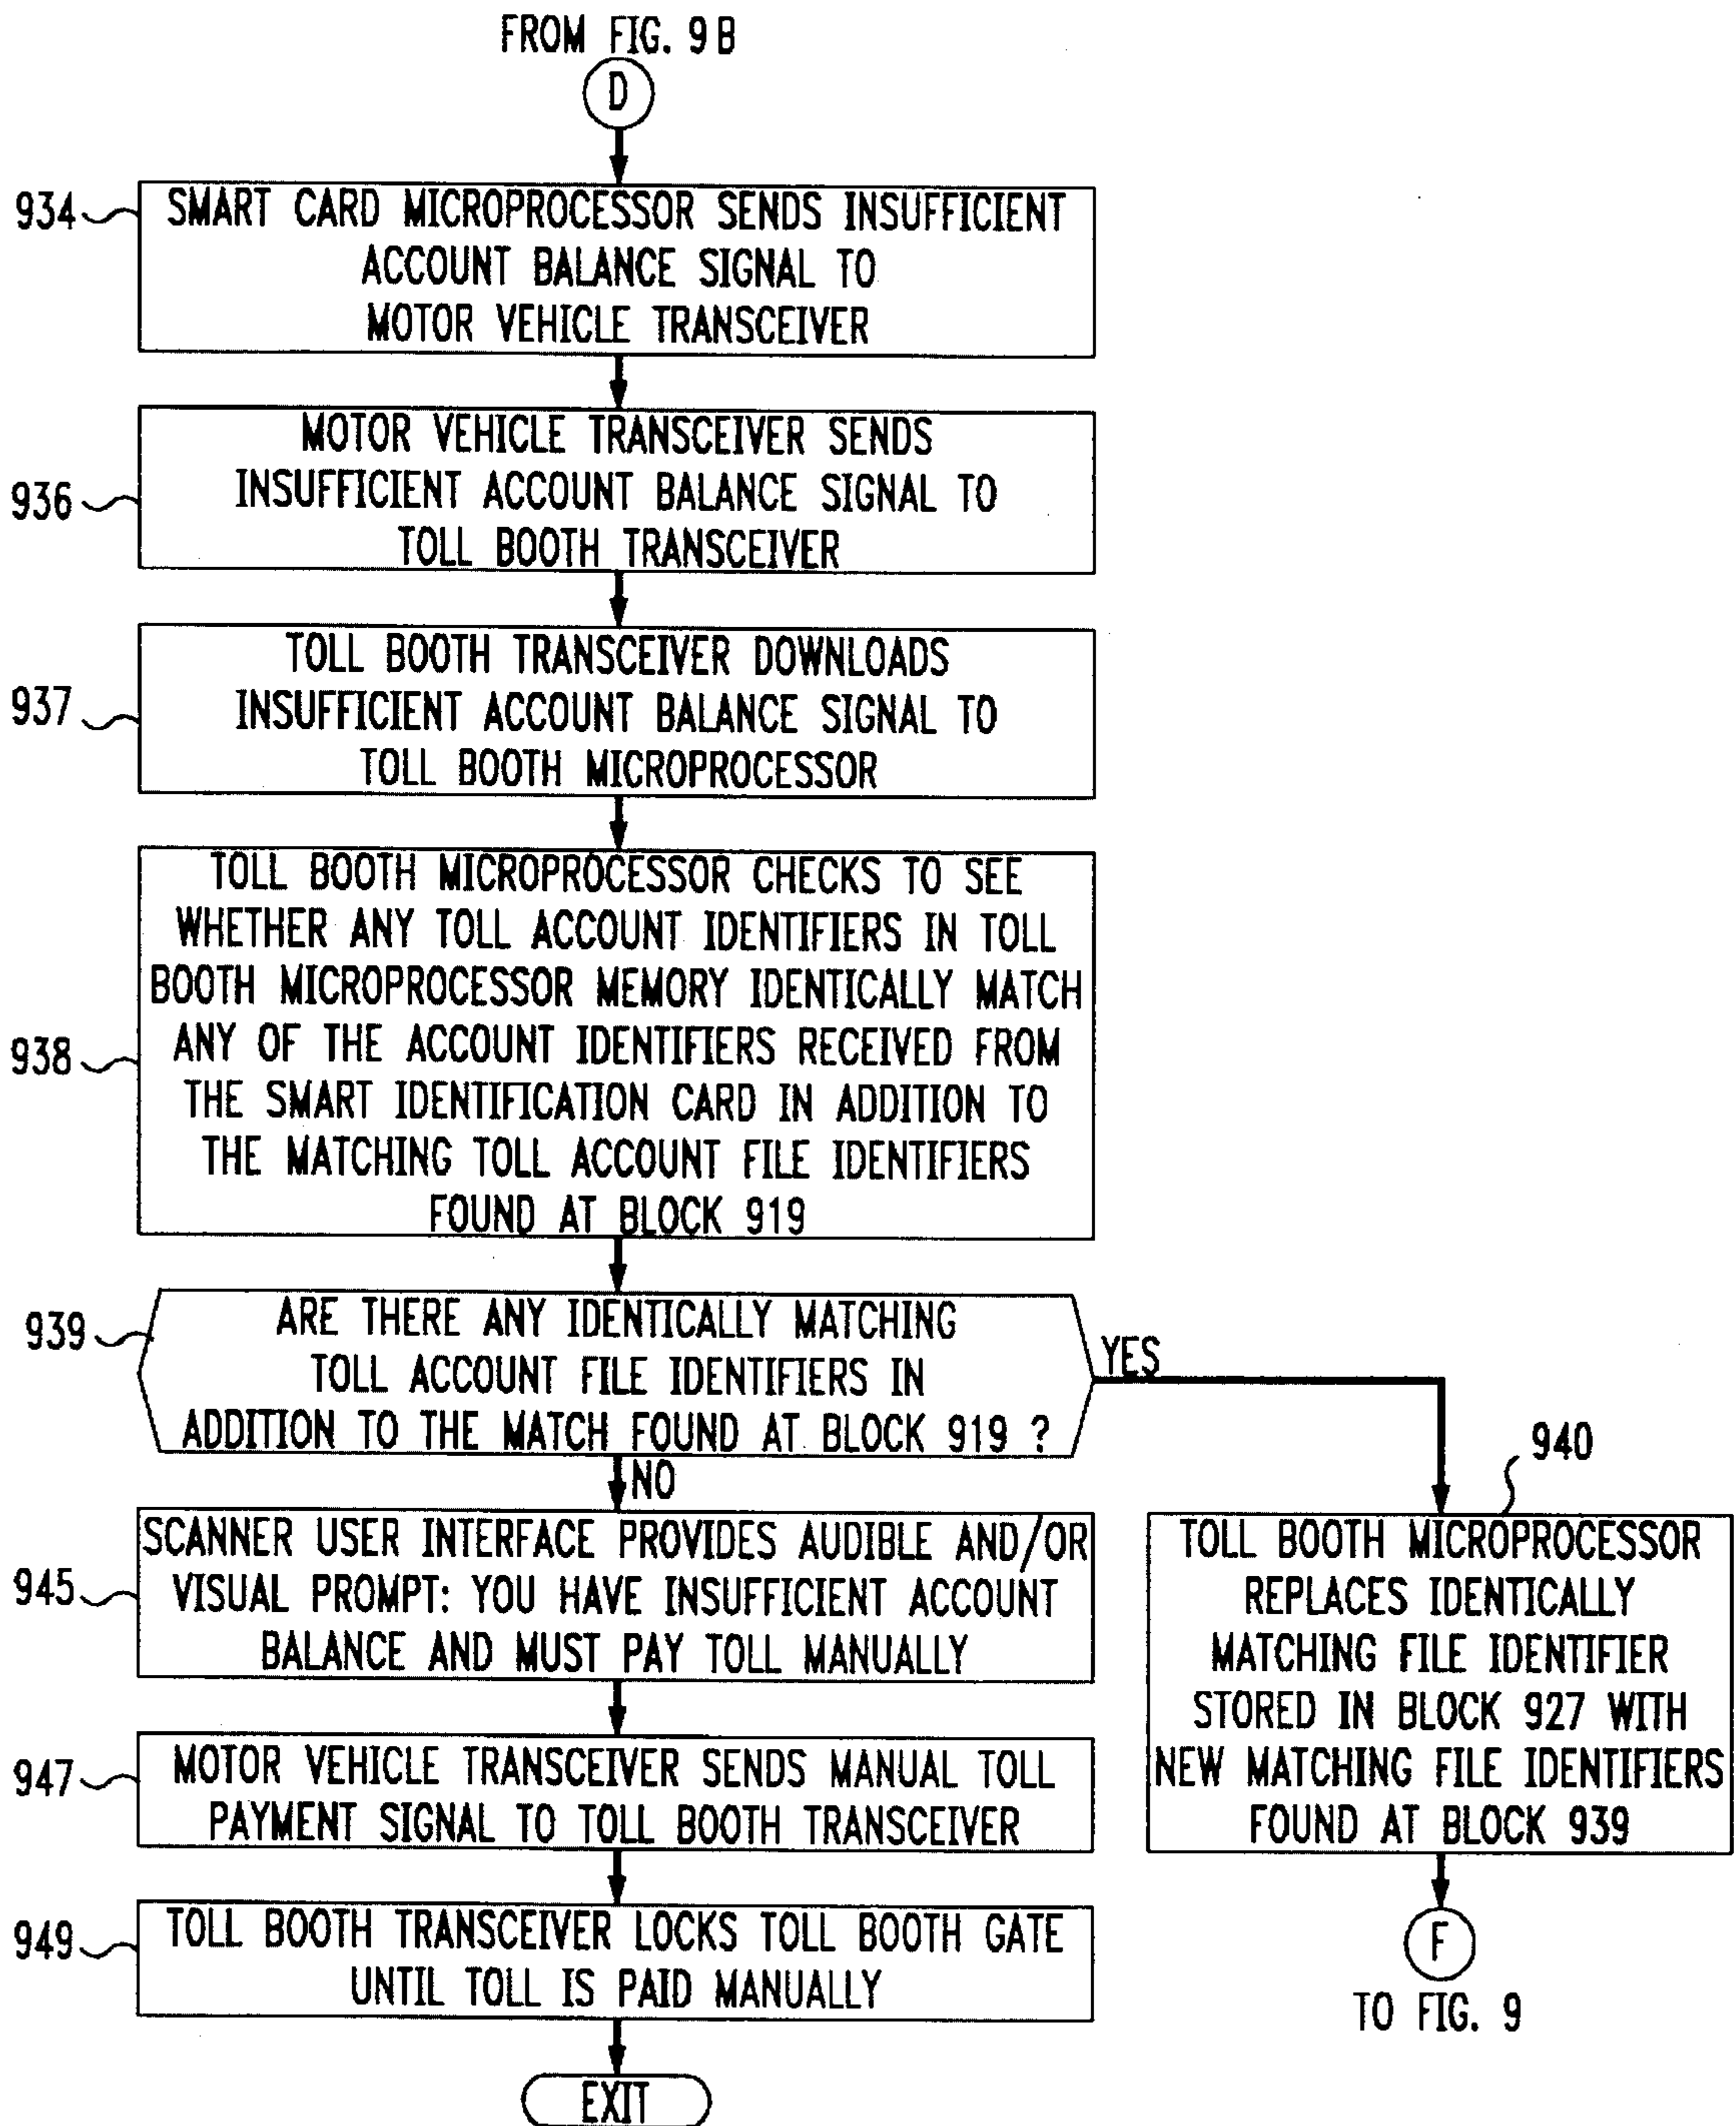 FROM FIG. 9B
D
934
SMART CARD MICROPROCESSOR SENDS INSUFFICIENT
ACCOUNT BALANCE SIGNAL TO
MOTOR VEHICLE TRANSCEIVER
936
MOTOR VEHICLE TRANSCEIVER SENDS
INSUFFICIENT ACCOUNT BALANCE SIGNAL TO
TOLL BOOTH TRANSCEIVER
937
TOLL BOOTH TRANSCEIVER DOWNLOADS
INSUFFICIENT ACCOUNT BALANCE SIGNAL TO
TOLL BOOTH MICROPROCESSOR
938
TOLL BOOTH MICROPROCESSOR CHECKS TO SEE
WHETHER ANY TOLL ACCOUNT IDENTIFIERS IN TOLL
BOOTH MICROPROCESSOR MEMORY IDENTICALLY MATCH
ANY OF THE ACCOUNT IDENTIFIERS RECEIVED FROM
THE SMART IDENTIFICATION CARD IN ADDITION TO
THE MATCHING TOLL ACCOUNT FILE IDENTIFIERS
FOUND AT BLOCK 919
939
ARE THERE ANY IDENTICALLY MATCHING
TOLL ACCOUNT FILE IDENTIFIERS IN
ADDITION TO THE MATCH FOUND AT BLOCK 919 ?
YES
NO
945
SCANNER USER INTERFACE PROVIDES AUDIBLE AND/OR
VISUAL PROMPT: YOU HAVE INSUFFICIENT ACCOUNT
BALANCE AND MUST PAY TOLL MANUALLY
947
MOTOR VEHICLE TRANSCEIVER SENDS MANUAL TOLL
PAYMENT SIGNAL TO TOLL BOOTH TRANSCEIVER
949
TOLL BOOTH TRANSCEIVER LOCKS TOLL BOOTH GATE
UNTIL TOLL IS PAID MANUALLY
EXIT
940
TOLL BOOTH MICROPROCESSOR
REPLACES IDENTICALLY
MATCHING FILE IDENTIFIER
STORED IN BLOCK 927 WITH
NEW MATCHING FILE IDENTIFIERS
FOUND AT BLOCK 939
F
TO FIG. 9